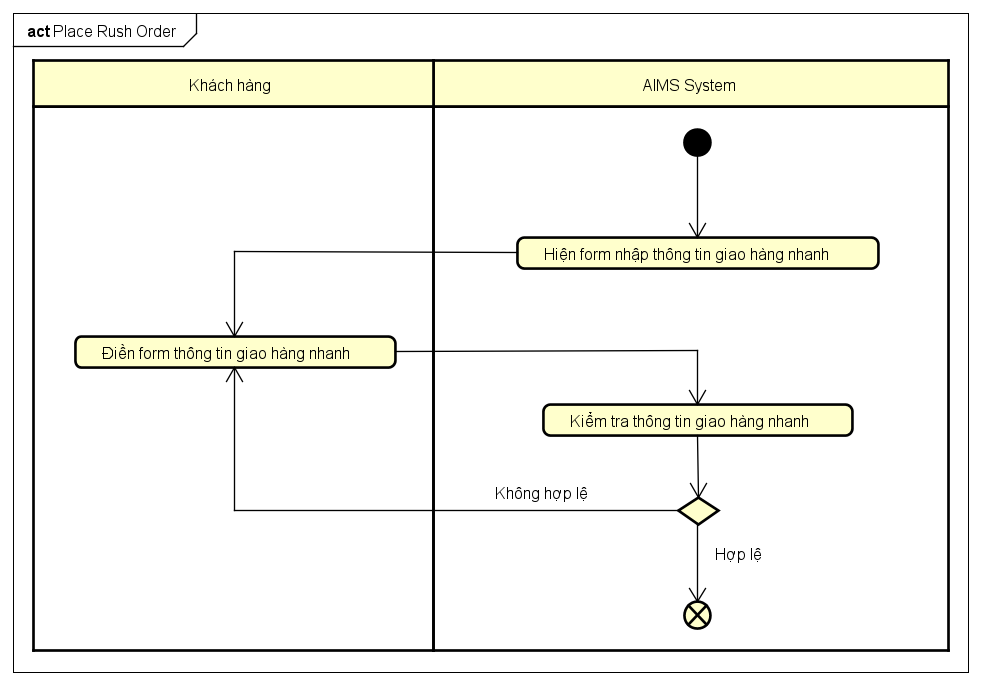 act Place Rush Order
Khách hàng
AIMS System
Hiện form nhập thông tin giao hàng nhanh
Điền form thông tin giao hàng nhanh
Kiểm tra thông tin giao hàng nhanh
Không hợp lệ
Hợp lệ